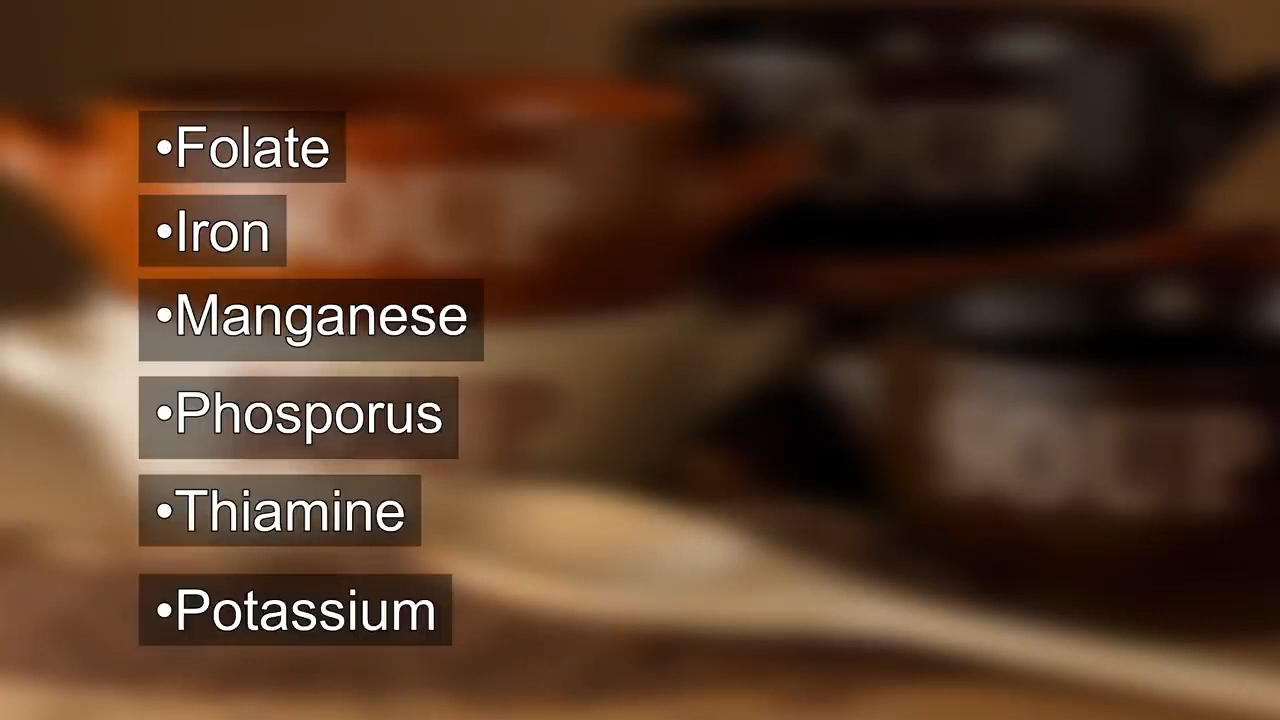 •Folate
•Iron
•Manganese
•Phosporus
•Thiamine
•Potassium